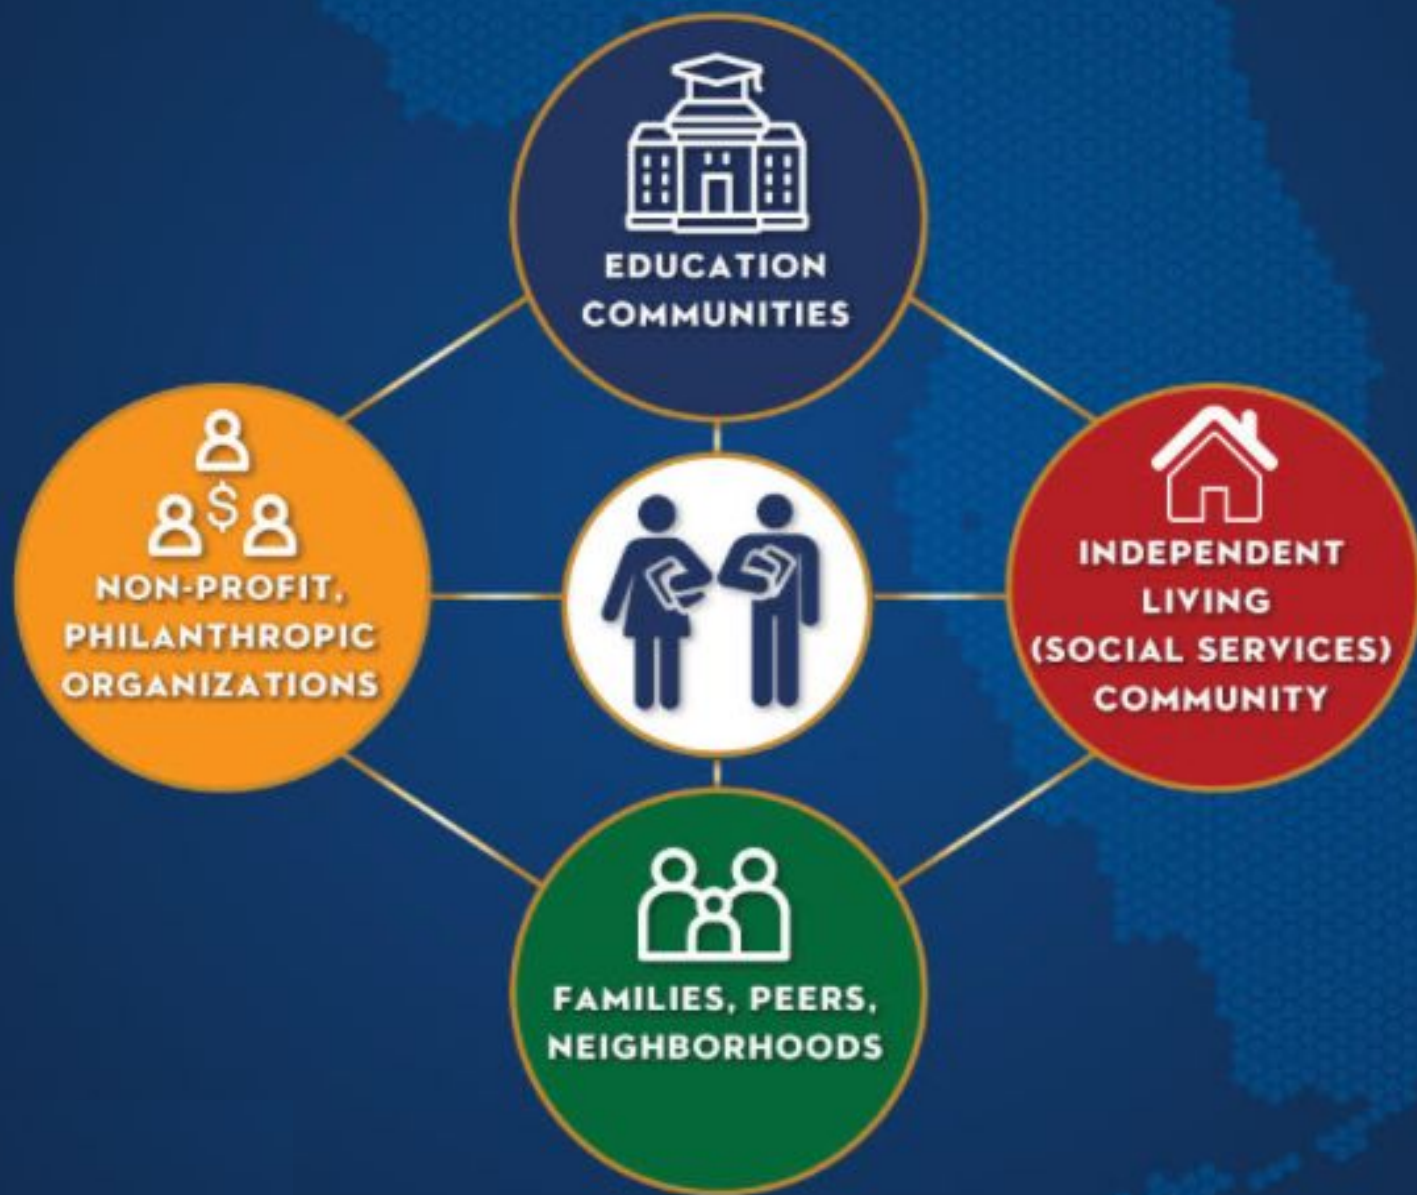 EDUCATION
COMMUNITIES
$
NON-PROFIT,
PHILANTHROPIC
ORGANIZATIONS
INDEPENDENT
LIVING
(SOCIAL SERVICES)
COMMUNITY
FAMILIES, PEERS,
NEIGHBORHOODS